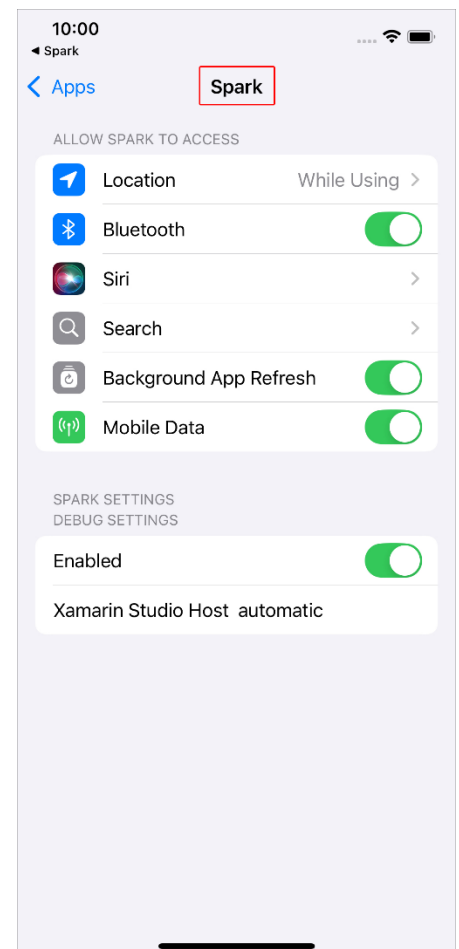 10:00
◀ Spark
Apps
Spark
ALLOW SPARK TO ACCESS
Location While Using
Bluetooth
Siri
Search
Background App Refresh
Mobile Data
SPARK SETTINGS
DEBUG SETTINGS
Enabled
Xamarin Studio Host automatic